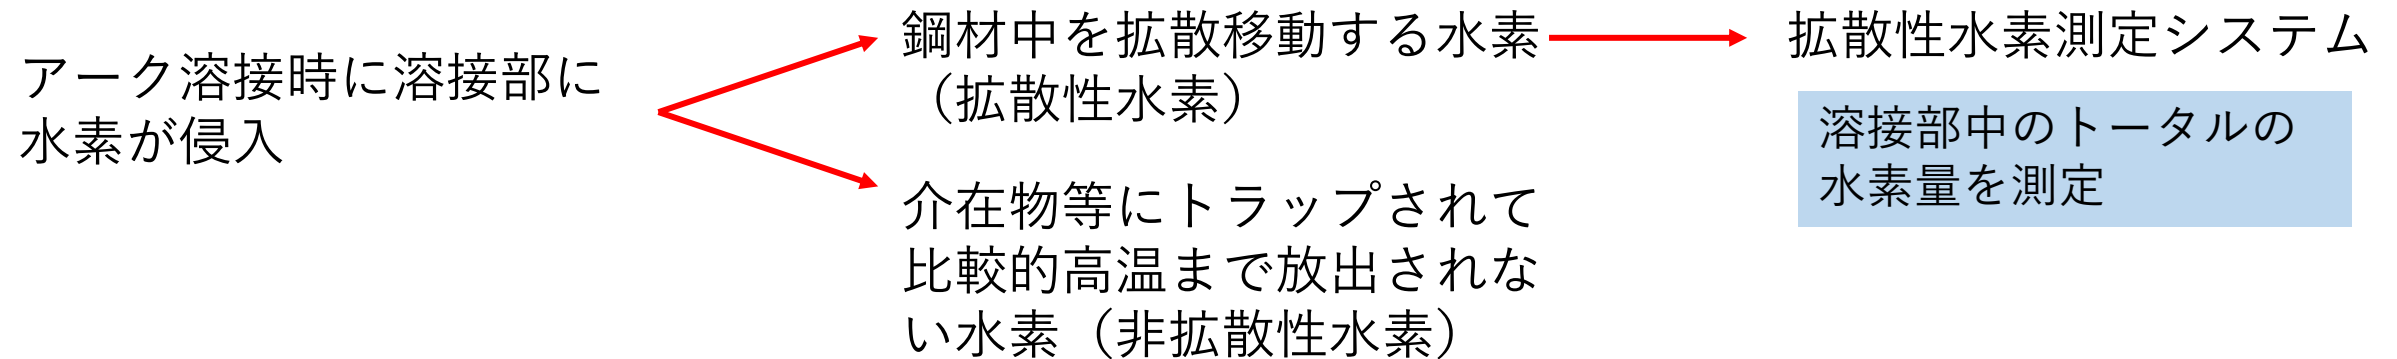 アーク溶接時に溶接部に
水素が侵入
鋼材中を拡散移動する水素
（拡散性水素）
介在物等にトラップされて
比較的高温まで放出されな
い水素（非拡散性水素）
拡散性水素測定システム
溶接部中のトータルの
水素量を測定